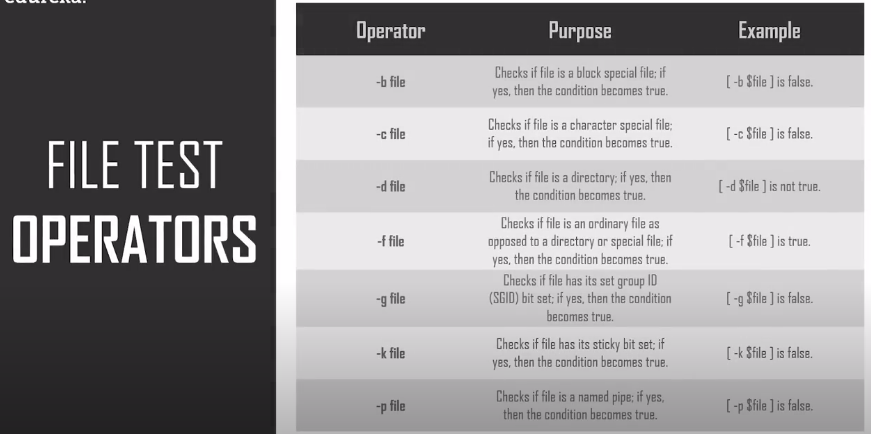 edureka!
FILE TEST
OPERATORS
Operator Purpose Example
-b file
Checks if file is a block special file; if
yes, then the condition becomes true.
[ -b $file ] is false.
-c file
Checks if file is a character special file;
if yes, then the condition becomes true.
[ -c $file ] is false.
-d file
Checks if file is a directory; if yes, then
the condition becomes true.
[ -d $file ] is not true.
-f file
Checks if file is an ordinary file as
opposed to a directory or special file; if
yes, then the condition becomes true.
[ -f $file ] is true.
-g file
Checks if file has its set group ID
(SGID) bit set; if yes, then the condition
becomes true.
[ -g $file ] is false.
-k file
Checks if file has its sticky bit set; if
yes, then the condition becomes true.
[ -k $file ] is false.
-p file
Checks if file is a named pipe; if yes,
then the condition becomes true.
[ -p $file ] is false.